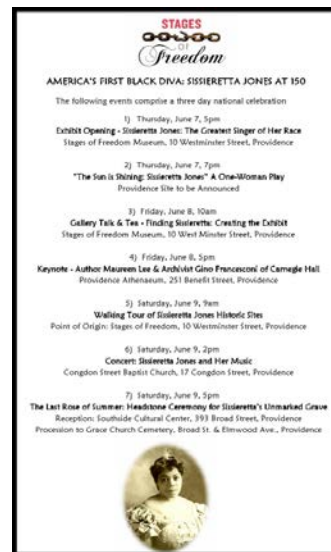 STAGES
OF
Freedom
AMERICA'S FIRST BLACK DIVA: SISSIERETTA JONES AT 150
The following events comprise a three day national celebration
1) Thursday, June 7, 5pm
Exhibit Opening - Sissieretta Jones: The Greatest Singer of Her Race
Stages of Freedom Museum, 10 Westminster Street, Providence
2) Thursday, June 7, 7pm
"The Sun is Shining: Sissieretta Jones" A One-Woman Play
Providence Site to be Announced
3) Friday, June 8, 10am
Gallery Talk & Tea - Finding Sissieretta: Creating the Exhibit
Stages of Freedom Museum, 10 West Minster Street, Providence
4) Friday, June 8, 5pm
Keynote - Author Maureen Lee & Archivist Gino Francesconi of Carnegie Hall
Providence Athenaeum, 251 Benefit Street, Providence
5) Saturday, June 9, 9am
Walking Tour of Sissieretta Jones Historic Sites
Point of Origin: Stages of Freedom, 10 Westminster Street, Providence
6) Saturday, June 9, 2pm
Concert: Sissieretta Jones and Her Music
Congdon Street Baptist Church, 17 Congdon Street, Providence
7) Saturday, June 9, 5pm
The Last Rose of Summer: Headstone Ceremony for Sissieretta's Unmarked Grave
Reception: Southside Cultural Center, 393 Broad Street, Providence
Procession to Grace Church Cemetery, Broad St. & Elmwood Ave., Providence